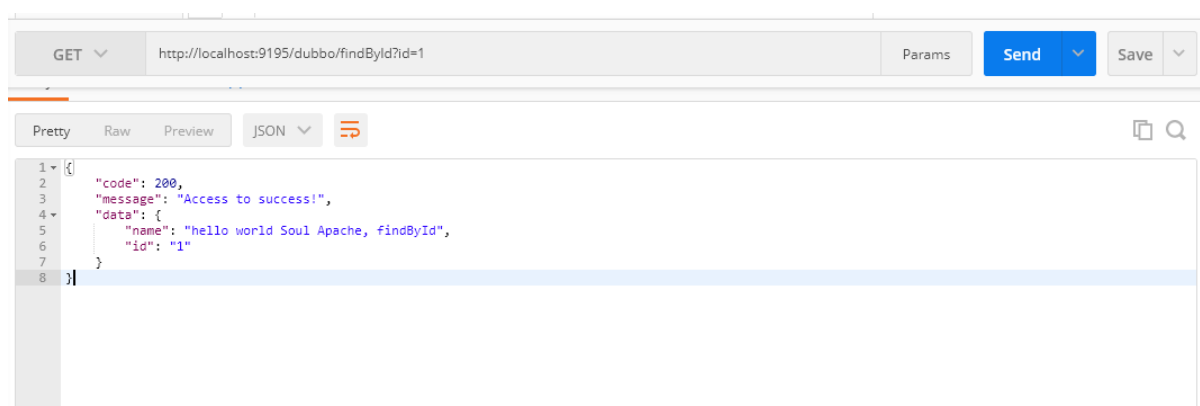 GET http://localhost:9195/dubbo/findById?id=1 Params Send Save
Pretty Raw Preview JSON
1 {
2 "code": 200,
3 "message": "Access to success!",
4 "data": {
5 "name": "hello world Soul Apache, findById",
6 "id": "1"
7 }
8 }